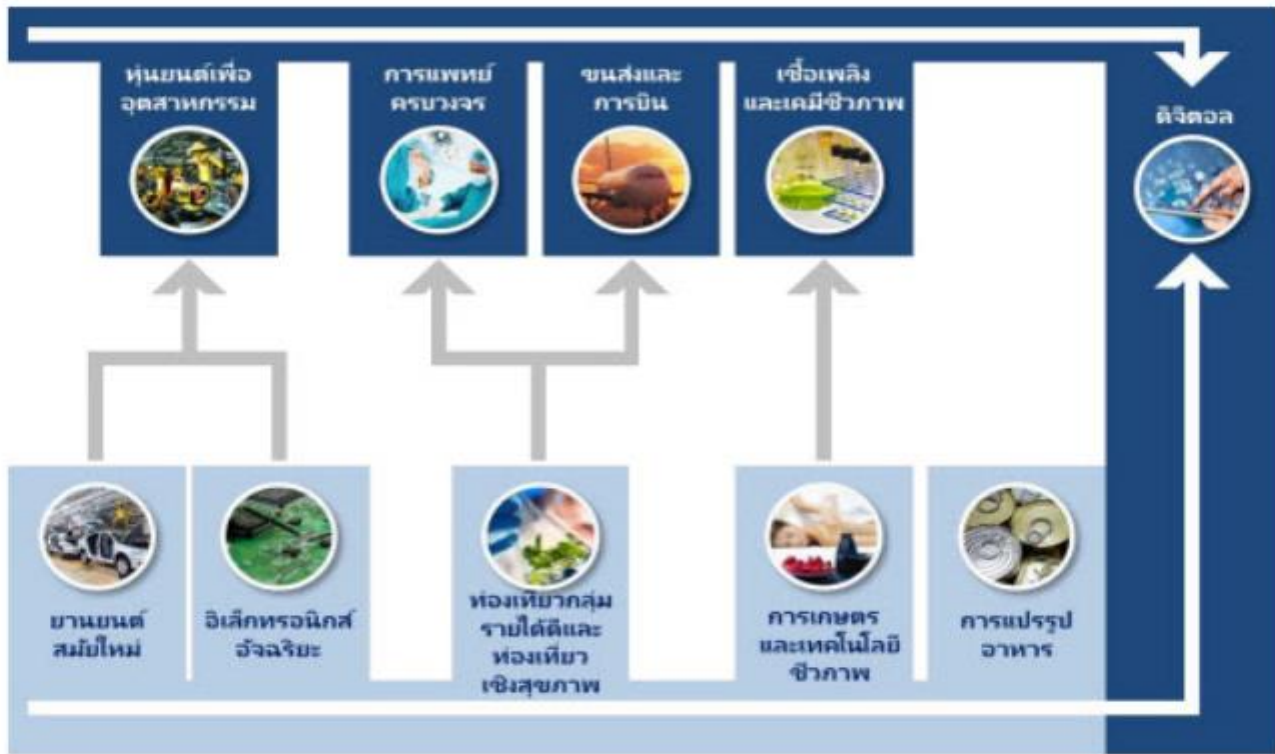 หุ่นยนต์เพื่อ
อุตสาหกรรม
การแพทย์
ครบวงจร
ขนส่งและ
การบิน
เชื้อเพลิง
และเคมีชีวภาพ
ดิจิตอล
ยานยนต์
สมัยใหม่
อิเล็กทรอนิกส์
อัจฉริยะ
ท่องเที่ยวกลุ่ม
รายได้ดีและ
ท่องเที่ยว
เชิงสุขภาพ
การเกษตร
และเทคโนโลยี
ชีวภาพ
การแปรรูป
อาหาร